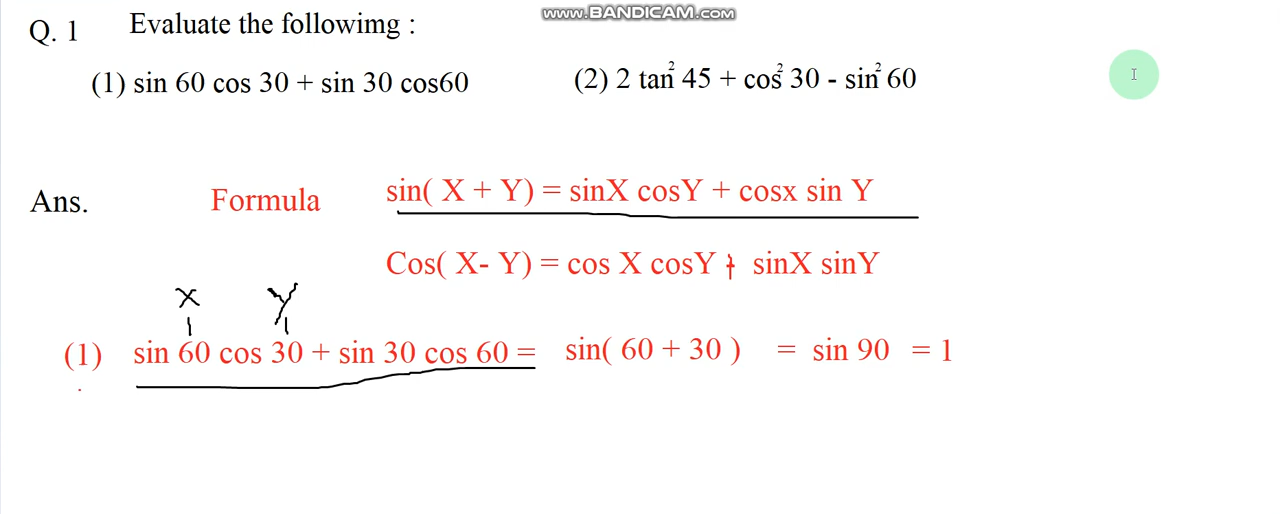 www.BANDICAM.com
Q. 1 Evaluate the followimg :
(1) sin 60 cos 30 + sin 30 cos60 (2) 2 tan² 45 + cos² 30 - sin² 60
Ans. Formula sin( X + Y) = sinX cosY + cosx sin Y
Cos( X- Y) = cos X cosY + sinX sinY
X Y
(1) sin 60 cos 30 + sin 30 cos 60 = sin( 60 + 30 ) = sin 90 = 1